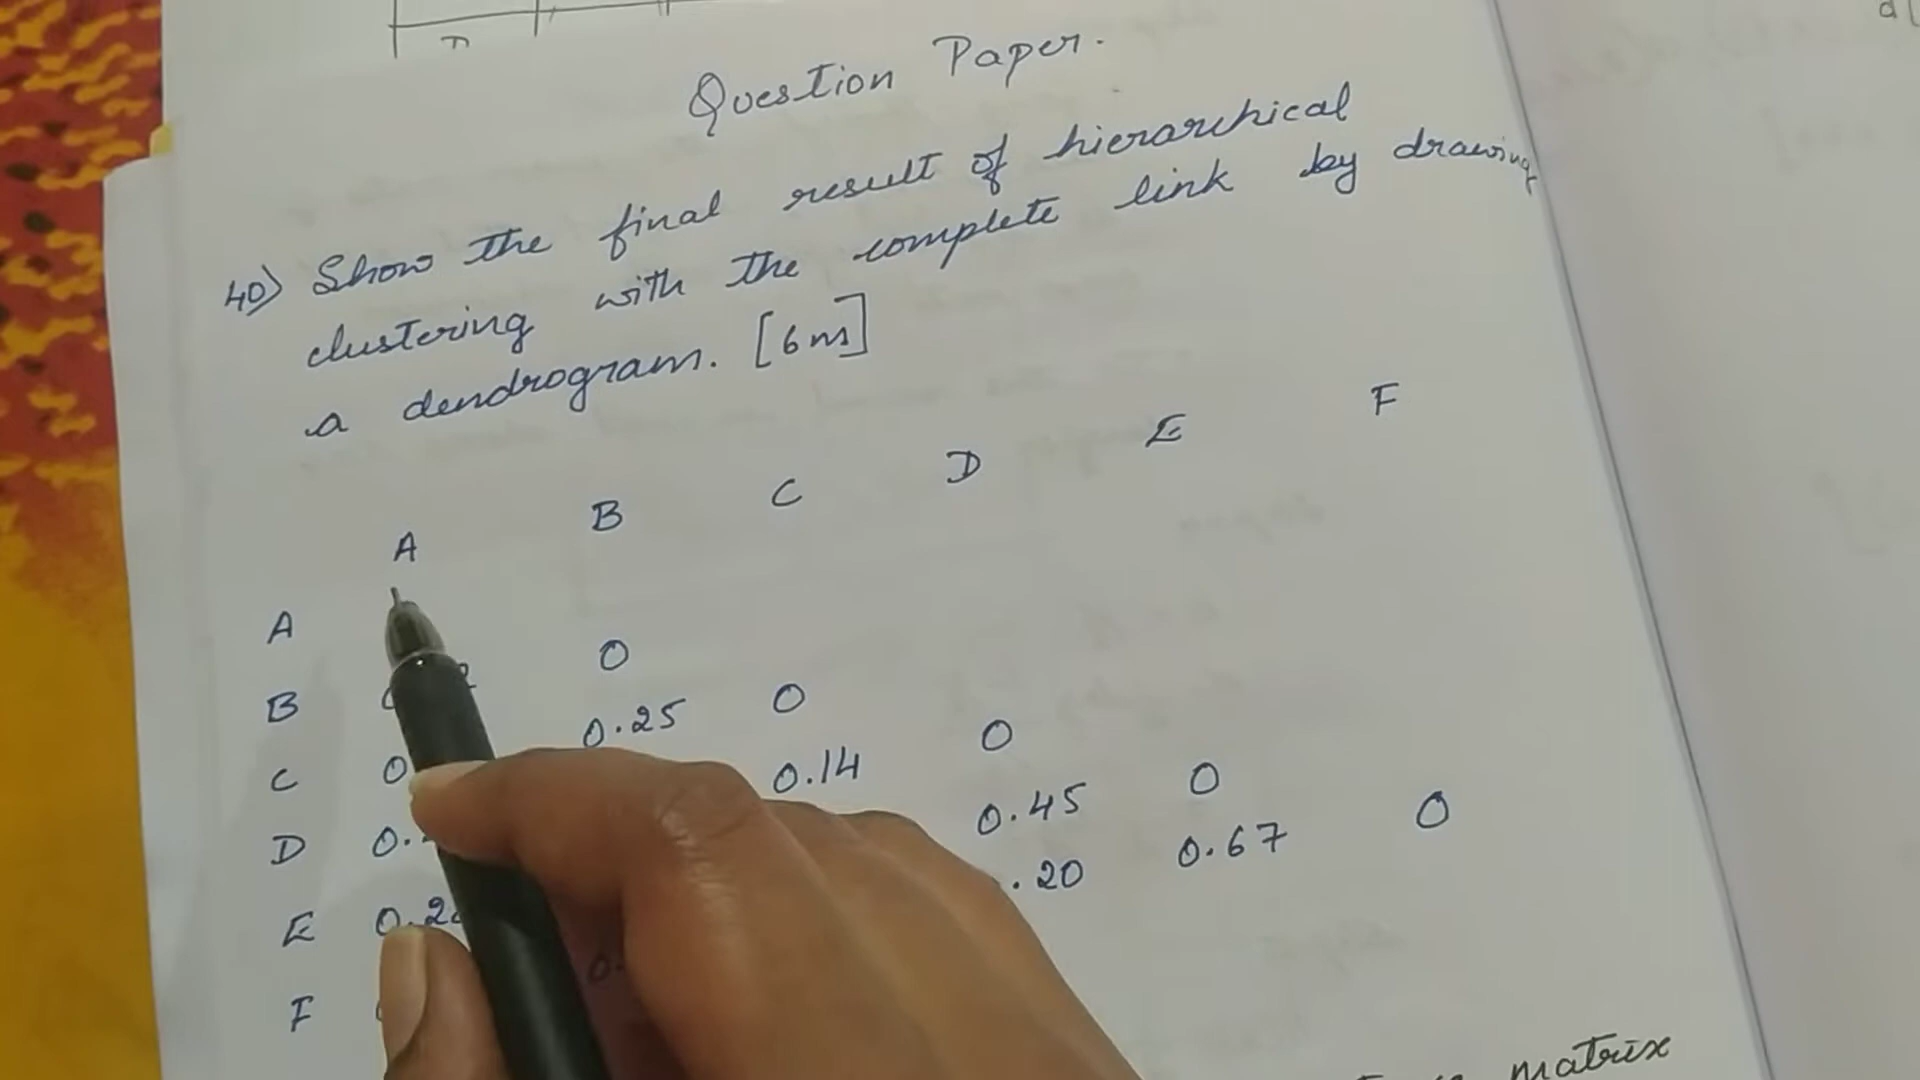 Question Paper.
40) Show the final result of hierarchical
clustering with the complete link by drawing
a dendrogram. [6m]
A B C D E F
A
B 0
C 0.25 0
D 0.14 0
E 0.45 0
F .20 0.67 0
matrix